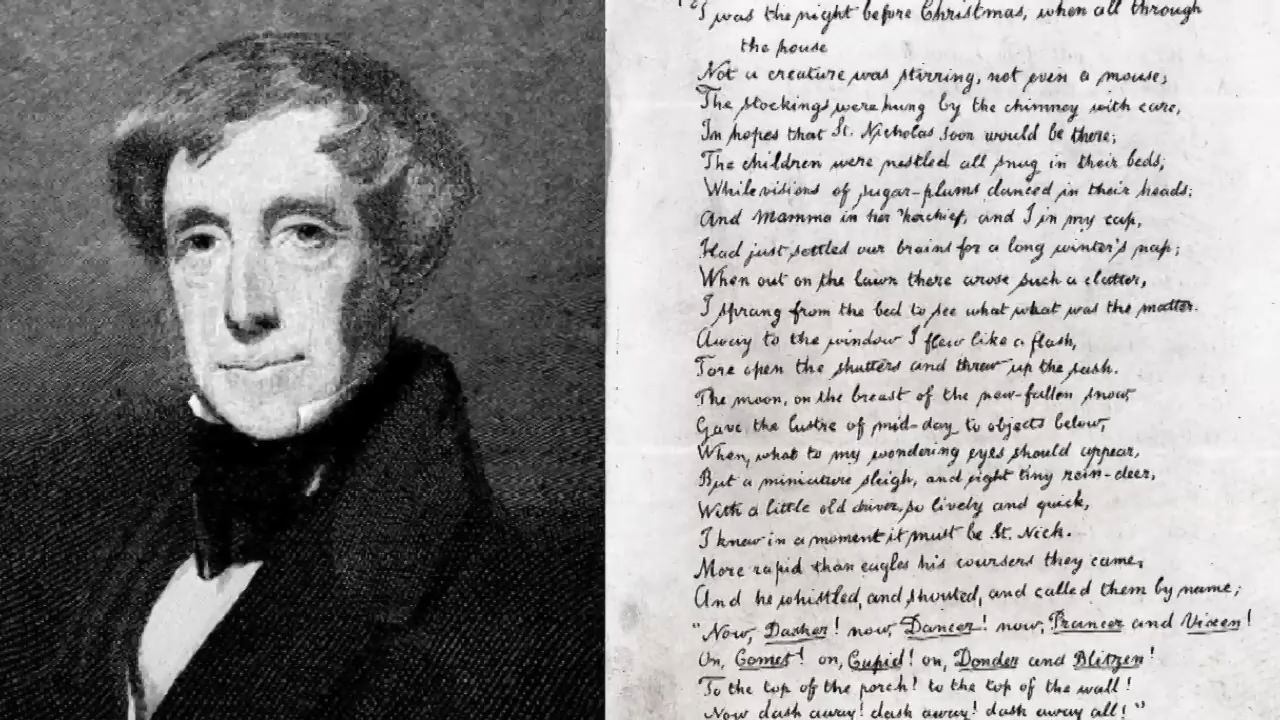 'Twas the night before Christmas, when all through
the house
Not a creature was stirring, not even a mouse;
The stockings were hung by the chimney with care,
In hopes that St. Nicholas soon would be there;
The children were nestled all snug in their beds;
While visions of sugar-plums danced in their heads;
And Mamma in her 'kerchief, and I in my cap,
Had just settled our brains for a long winter's nap;
When out on the lawn there arose such a clatter,
I sprang from the bed to see what what was the matter.
Away to the window I flew like a flash,
Tore open the shutters and threw up the sash.
The moon, on the breast of the new-fallen snow,
Gave the lustre of mid-day to objects below,
When, what to my wondering eyes should appear,
But a miniature sleigh, and eight tiny rein-deer,
With a little old driver, so lively and quick,
I knew in a moment it must be St. Nick.
More rapid than eagles his coursers they came,
And he whistled, and shouted, and called them by name;
"Now, Dasher! now, Dancer! now, Prancer and Vixen!
On, Comet! on, Cupid! on, Donder and Blitzen!
To the top of the porch! to the top of the wall!
Now dash away! dash away! dash away all!"